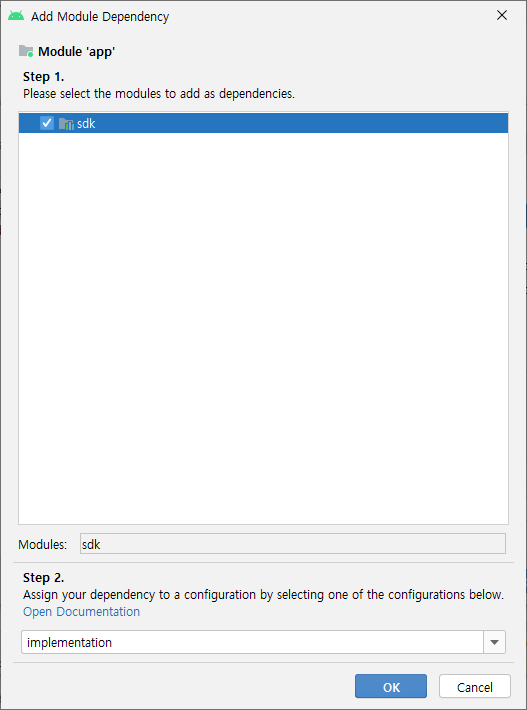 Add Module Dependency
Module 'app'
Step 1.
Please select the modules to add as dependencies.
sdk
Modules: sdk
Step 2.
Assign your dependency to a configuration by selecting one of the configurations below.
Open Documentation
implementation
OK Cancel